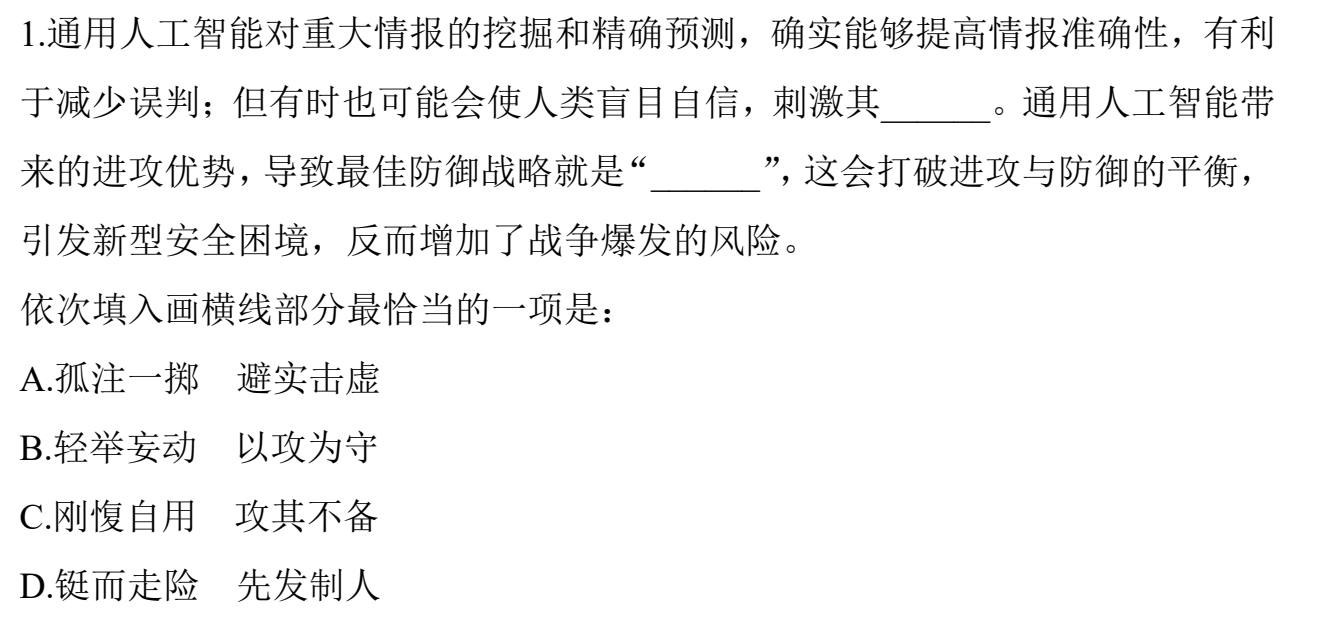 1.通用人工智能对重大情报的挖掘和精确预测，确实能够提高情报准确性，有利
于减少误判；但有时也可能会使人类盲目自信，刺激其______。通用人工智能带
来的进攻优势，导致最佳防御战略就是“______”，这会打破进攻与防御的平衡，
引发新型安全困境，反而增加了战争爆发的风险。
依次填入画横线部分最恰当的一项是：
A.孤注一掷 避实击虚
B.轻举妄动 以攻为守
C.刚愎自用 攻其不备
D.铤而走险 先发制人